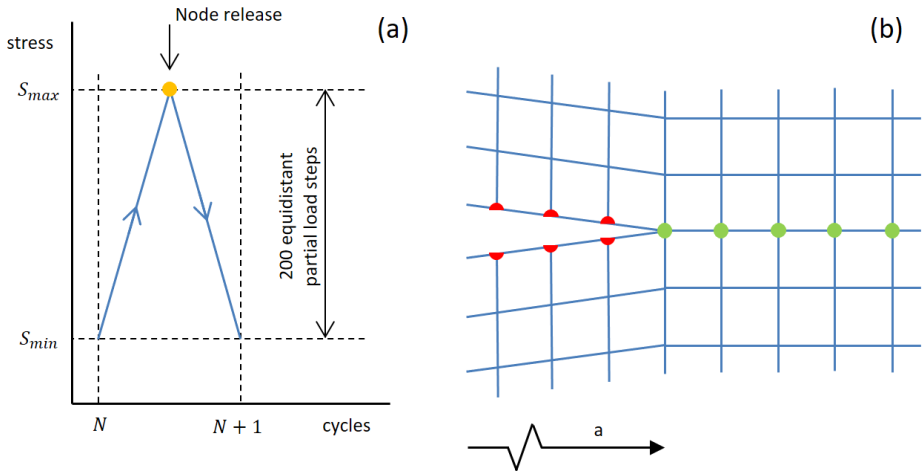 Node release
(a)
(b)
stress
S_max
200 equidistant
partial load steps
S_min
N
N + 1
cycles
a